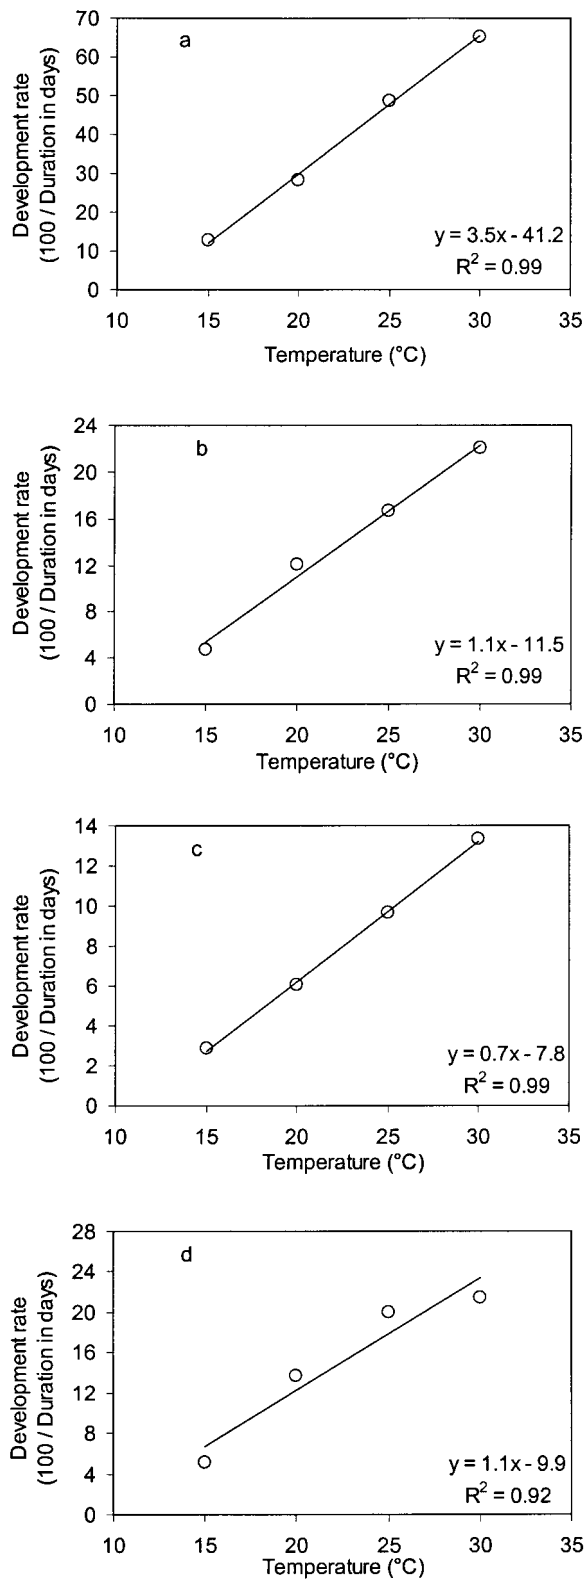 a
Development rate
(100 / Duration in days)
70
60
50
40
30
20
10
0
y = 3.5x - 41.2
R² = 0.99
10 15 20 25 30 35
Temperature (°C)
b
Development rate
(100 / Duration in days)
24
20
16
12
8
4
0
y = 1.1x - 11.5
R² = 0.99
10 15 20 25 30 35
Temperature (°C)
c
Development rate
(100 / Duration in days)
14
12
10
8
6
4
2
0
y = 0.7x - 7.8
R² = 0.99
10 15 20 25 30 35
Temperature (°C)
d
Development rate
(100 / Duration in days)
28
24
20
16
12
8
4
0
y = 1.1x - 9.9
R² = 0.92
10 15 20 25 30 35
Temperature (°C)